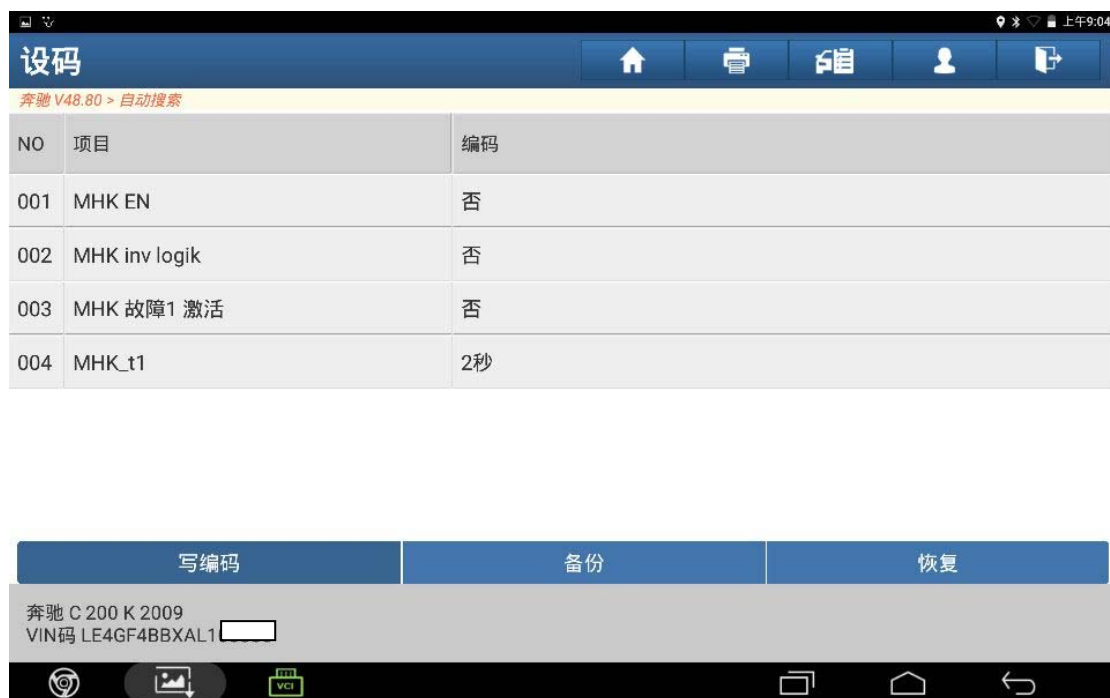 上午9:04
设码
奔驰 V48.80 > 自动搜索
NO 项目 编码
001 MHK EN 否
002 MHK inv logik 否
003 MHK 故障1 激活 否
004 MHK_t1 2秒
写编码 备份 恢复
奔驰 C 200 K 2009
VIN码 LE4GF4BBXAL1
VCI